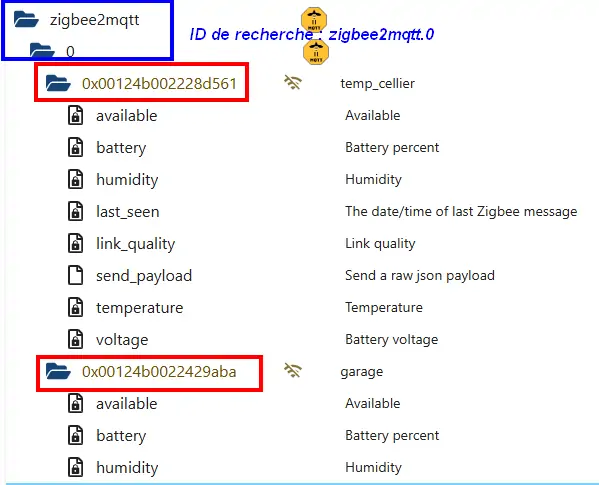 zigbee2mqtt
ID de recherche : zigbee2mqtt.0
0
0x00124b002228d561 temp_cellier
available Available
battery Battery percent
humidity Humidity
last_seen The date/time of last Zigbee message
link_quality Link quality
send_payload Send a raw json payload
temperature Temperature
voltage Battery voltage
0x00124b0022429aba garage
available Available
battery Battery percent
humidity Humidity